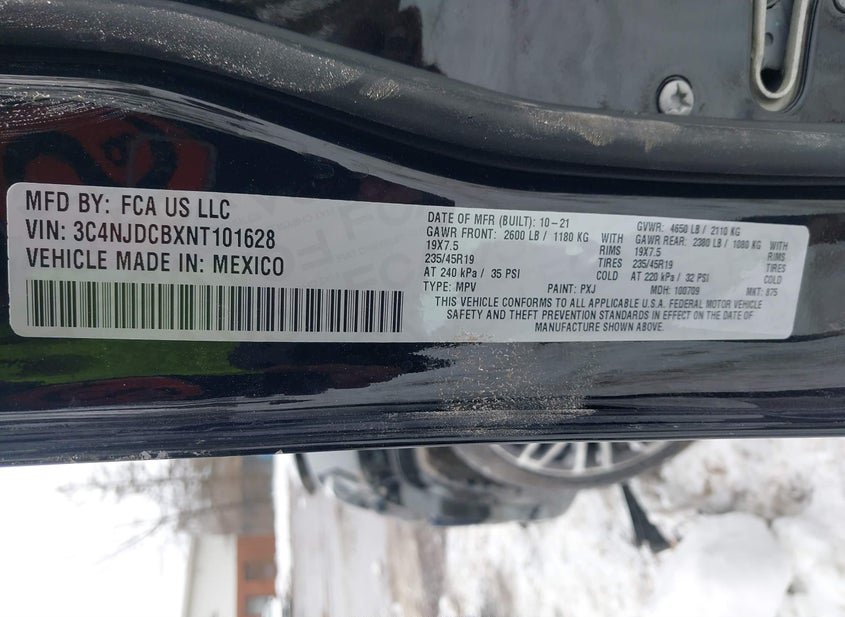 MFD BY: FCA US LLC
VIN: 3C4NJDCBXNT101628
VEHICLE MADE IN: MEXICO
DATE OF MFR (BUILT): 10-21 GVWR: 4650 LB / 2110 KG
GAWR FRONT: 2600 LB / 1180 KG WITH GAWR REAR: 2380 LB / 1080 KG WITH
19X7.5 RIMS 19X7.5 RIMS
235/45R19 TIRES 235/45R19 TIRES
AT 240 kPa / 35 PSI COLD AT 220 kPa / 32 PSI COLD
TYPE: MPV PAINT: PXJ MDH: 100709 MKT: 875
THIS VEHICLE CONFORMS TO ALL APPLICABLE U.S.A. FEDERAL MOTOR VEHICLE
SAFETY AND THEFT PREVENTION STANDARDS IN EFFECT ON THE DATE OF
MANUFACTURE SHOWN ABOVE.